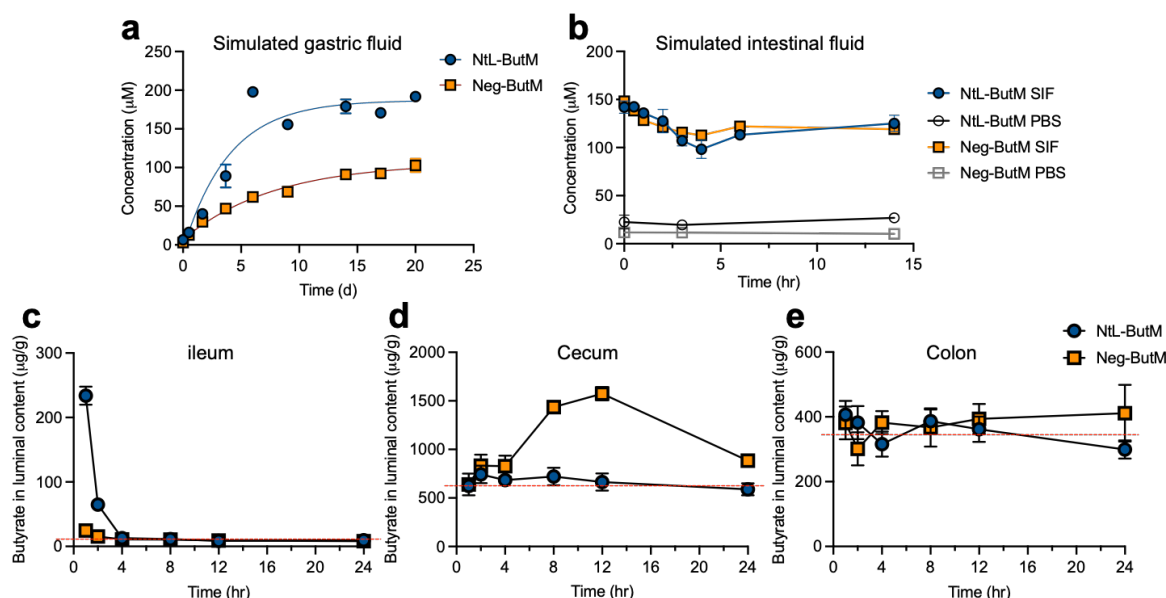 a
Simulated gastric fluid
Concentration (μM)
250
200
150
100
50
0
0 5 10 15 20 25
Time (d)
NtL-ButM
Neg-ButM
b
Simulated intestinal fluid
Concentration (μM)
200
150
100
50
0
0 5 10 15
Time (hr)
NtL-ButM SIF
NtL-ButM PBS
Neg-ButM SIF
Neg-ButM PBS
c
ileum
Butyrate in luminal content (μg/g)
300
200
100
0
0 4 8 12 16 20 24
Time (hr)
d
Cecum
Butyrate in luminal content (μg/g)
2000
1500
1000
500
0
0 4 8 12 16 20 24
Time (hr)
e
Colon
Butyrate in luminal content (μg/g)
600
400
200
0
0 4 8 12 16 20 24
Time (hr)
NtL-ButM
Neg-ButM